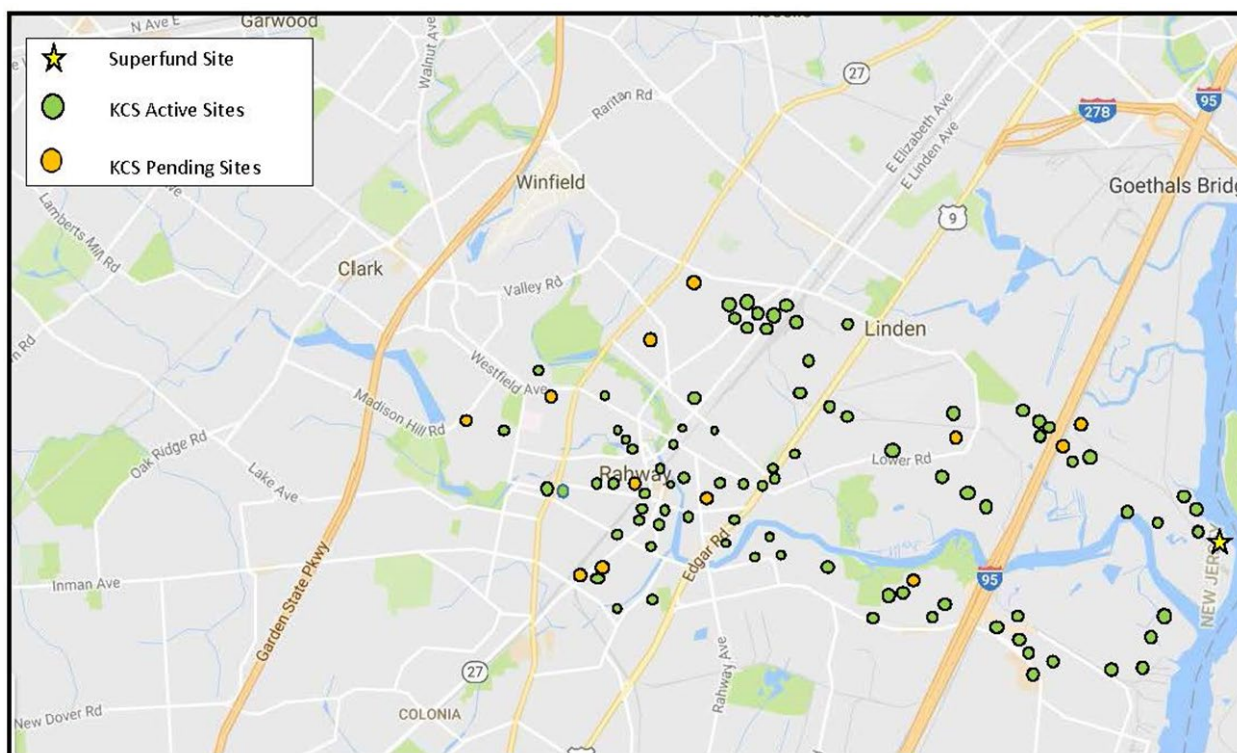 N Ave E
Garwood
Superfund Site
KCS Active Sites
KCS Pending Sites
Walnut Ave
Raritan Rd
27
E Elizabeth Ave
E Linden Ave
278
95
Winfield
9
Goethals Bridg
Lamberts Mill Rd
Clark
Valley Rd
Linden
Westfield Ave
Madison Hill Rd
Oak Ridge Rd
Lake Ave
Rahway
Lower Rd
Edgar Rd
Inman Ave
Garden State Pkwy
95
NEW JERSEY
27
Rahway Ave
New Dover Rd
COLONIA
9